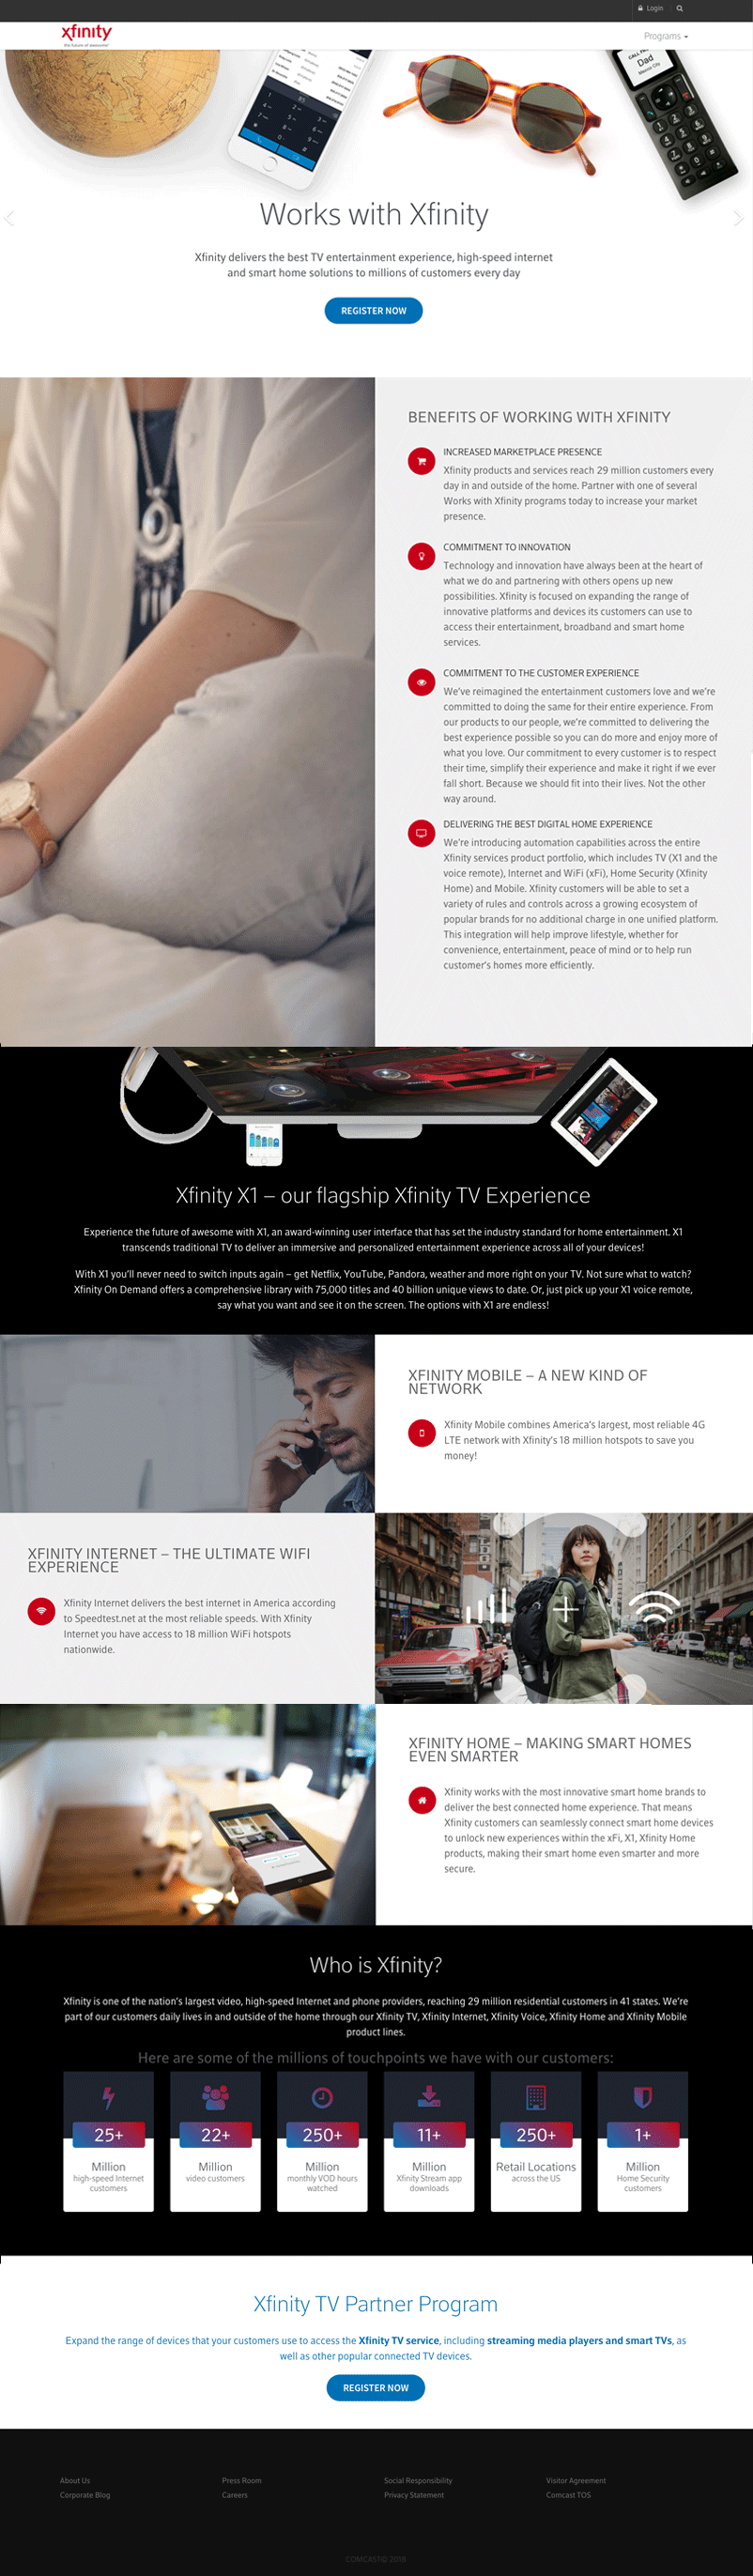 Login
xfinity
the future of awesome
Programs
CALL FROM
Dad
Works with Xfinity
Xfinity delivers the best TV entertainment experience, high-speed internet
and smart home solutions to millions of customers every day
REGISTER NOW
BENEFITS OF WORKING WITH XFINITY
INCREASED MARKETPLACE PRESENCE
Xfinity products and services reach 29 million customers every
day in and outside of the home. Partner with one of several
Works with Xfinity programs today to increase your market
presence.
COMMITMENT TO INNOVATION
Technology and innovation have always been at the heart of
what we do and partnering with others opens up new
possibilities. Xfinity is focused on expanding the range of
innovative platforms and devices its customers can use to
access their entertainment, broadband and smart home
services.
COMMITMENT TO THE CUSTOMER EXPERIENCE
We've reimagined the entertainment customers love and we're
committed to doing the same for their entire experience. From
our products to our people, we're committed to delivering the
best experience possible so you can do more and enjoy more of
what you love. Our commitment to every customer is to respect
their time, simplify their experience and make it right if we ever
fall short. Because we should fit into their lives. Not the other
way around.
DELIVERING THE BEST DIGITAL HOME EXPERIENCE
We're introducing automation capabilities across the entire
Xfinity services product portfolio, which includes TV (X1 and the
voice remote), Internet and WiFi (xFi), Home Security (Xfinity
Home) and Mobile. Xfinity customers will be able to set a
variety of rules and controls across a growing ecosystem of
popular brands for no additional charge in one unified platform.
This integration will help improve lifestyle, whether for
convenience, entertainment, peace of mind or to help run
customer's homes more efficiently.
Xfinity X1 – our flagship Xfinity TV Experience
Experience the future of awesome with X1, an award-winning user interface that has set the industry standard for home entertainment. X1
transcends traditional TV to deliver an immersive and personalized entertainment experience across all of your devices!
With X1 you'll never need to switch inputs again – get Netflix, YouTube, Pandora, weather and more right on your TV. Not sure what to watch?
Xfinity On Demand offers a comprehensive library with 75,000 titles and 40 billion unique views to date. Or, just pick up your X1 voice remote,
say what you want and see it on the screen. The options with X1 are endless!
XFINITY MOBILE – A NEW KIND OF
NETWORK
Xfinity Mobile combines America's largest, most reliable 4G
LTE network with Xfinity's 18 million hotspots to save you
money!
XFINITY INTERNET – THE ULTIMATE WIFI
EXPERIENCE
Xfinity Internet delivers the best internet in America according
to Speedtest.net at the most reliable speeds. With Xfinity
Internet you have access to 18 million WiFi hotspots
nationwide.
XFINITY HOME – MAKING SMART HOMES
EVEN SMARTER
Xfinity works with the most innovative smart home brands to
deliver the best connected home experience. That means
Xfinity customers can seamlessly connect smart home devices
to unlock new experiences within the xFi, X1, Xfinity Home
products, making their smart home even smarter and more
secure.
Who is Xfinity?
Xfinity is one of the nation's largest video, high-speed Internet and phone providers, reaching 29 million residential customers in 41 states. We're
part of our customers daily lives in and outside of the home through our Xfinity TV, Xfinity Internet, Xfinity Voice, Xfinity Home and Xfinity Mobile
product lines.
Here are some of the millions of touchpoints we have with our customers:
25+
Million
high-speed Internet
customers
22+
Million
video customers
250+
Million
monthly VOD hours
watched
11+
Million
Xfinity Stream app
downloads
250+
Retail Locations
across the US
1+
Million
Home Security
customers
Xfinity TV Partner Program
Expand the range of devices that your customers use to access the Xfinity TV service, including streaming media players and smart TVs, as
well as other popular connected TV devices.
REGISTER NOW
About Us
Corporate Blog
Press Room
Careers
Social Responsibility
Privacy Statement
Visitor Agreement
Comcast TOS
COMCAST© 2018